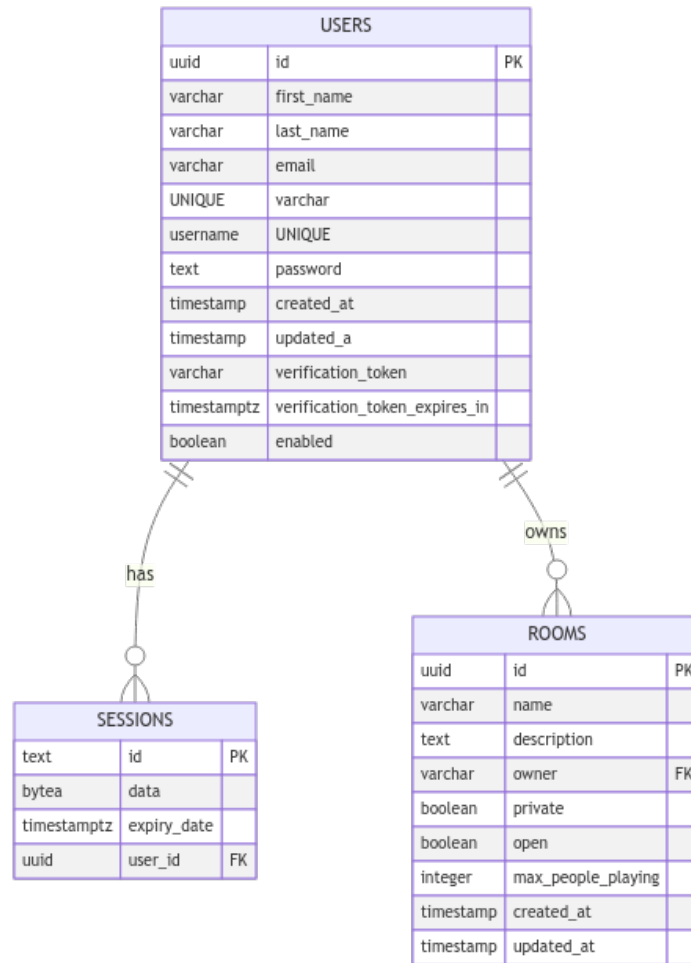 USERS
uuid id PK
varchar first_name
varchar last_name
varchar email
UNIQUE varchar
username UNIQUE
text password
timestamp created_at
timestamp updated_a
varchar verification_token
timestamptz verification_token_expires_in
boolean enabled
owns
has
ROOMS
uuid id PK
varchar name
text description
varchar owner FK
boolean private
boolean open
integer max_people_playing
timestamp created_at
timestamp updated_at
SESSIONS
text id PK
bytea data
timestamptz expiry_date
uuid user_id FK